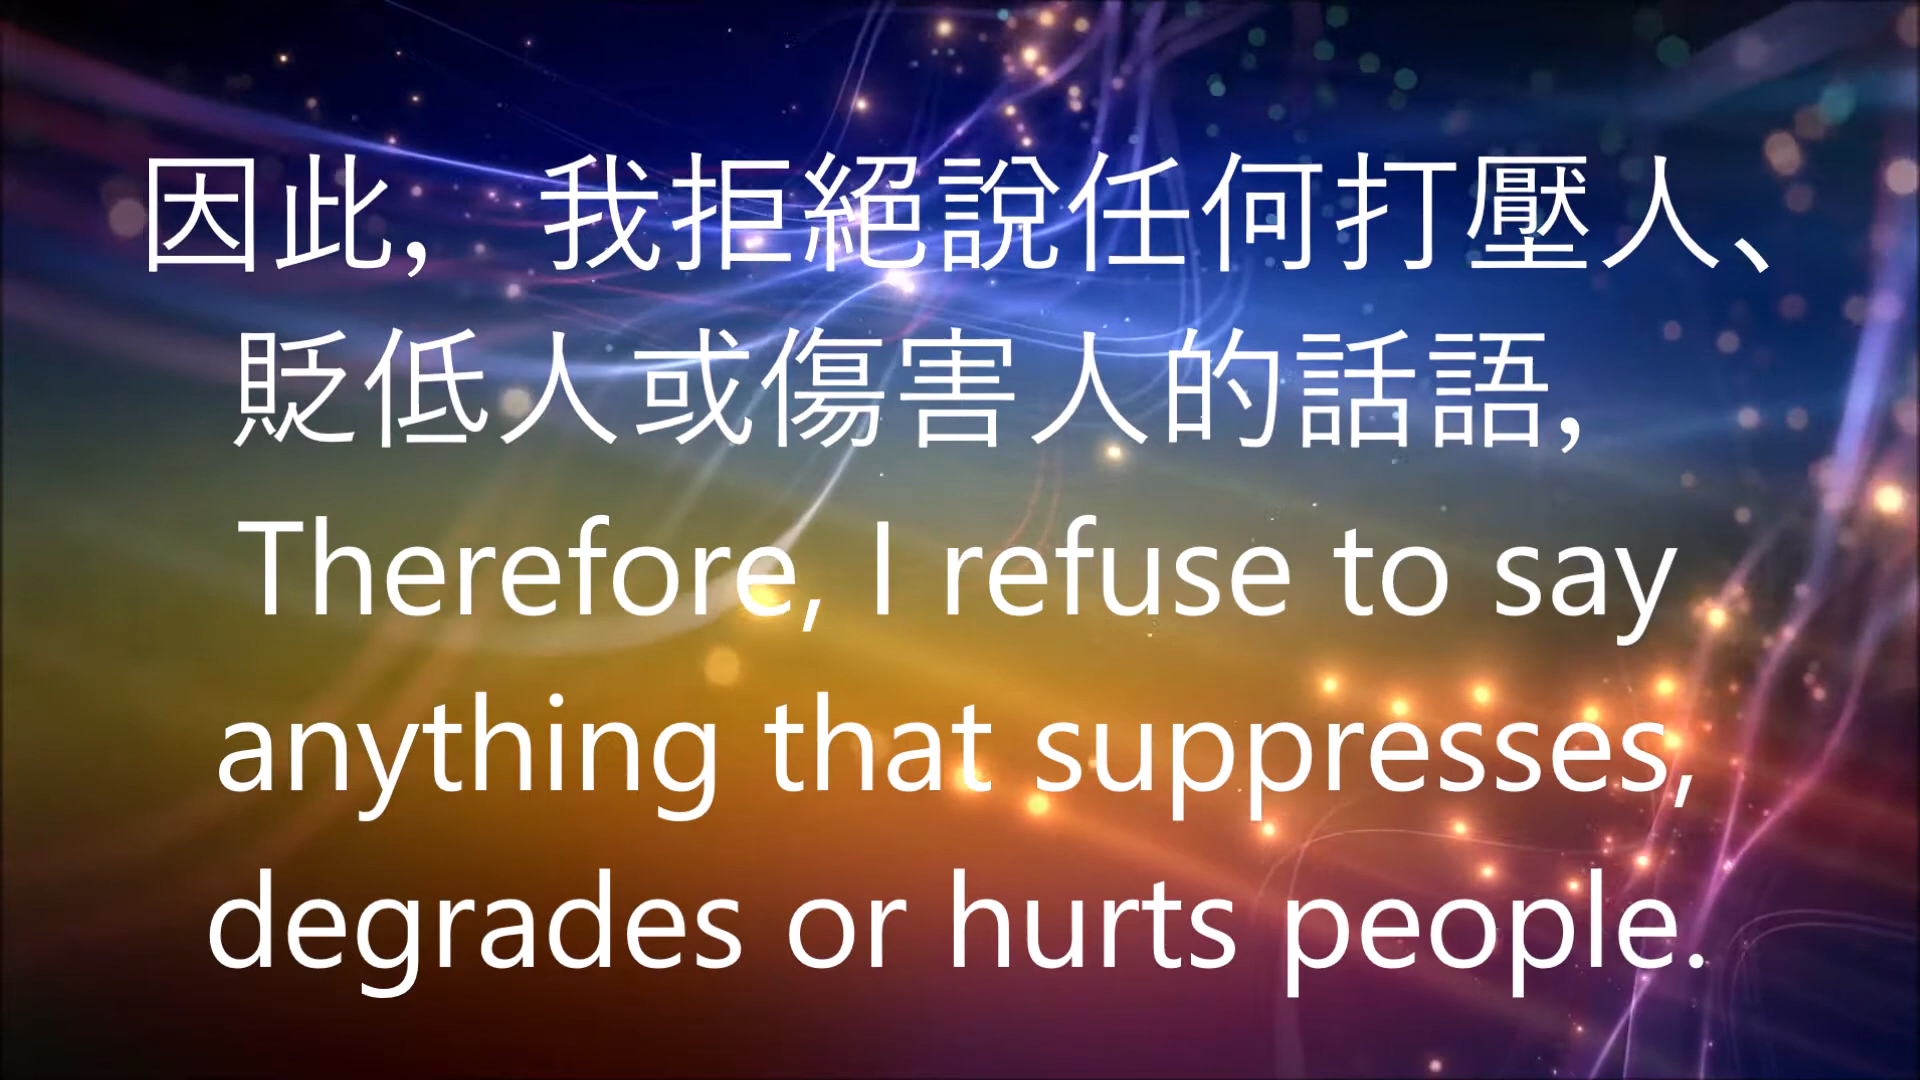 因此，我拒絕說任何打壓人、
貶低人或傷害人的話語，
Therefore, I refuse to say
anything that suppresses,
degrades or hurts people.